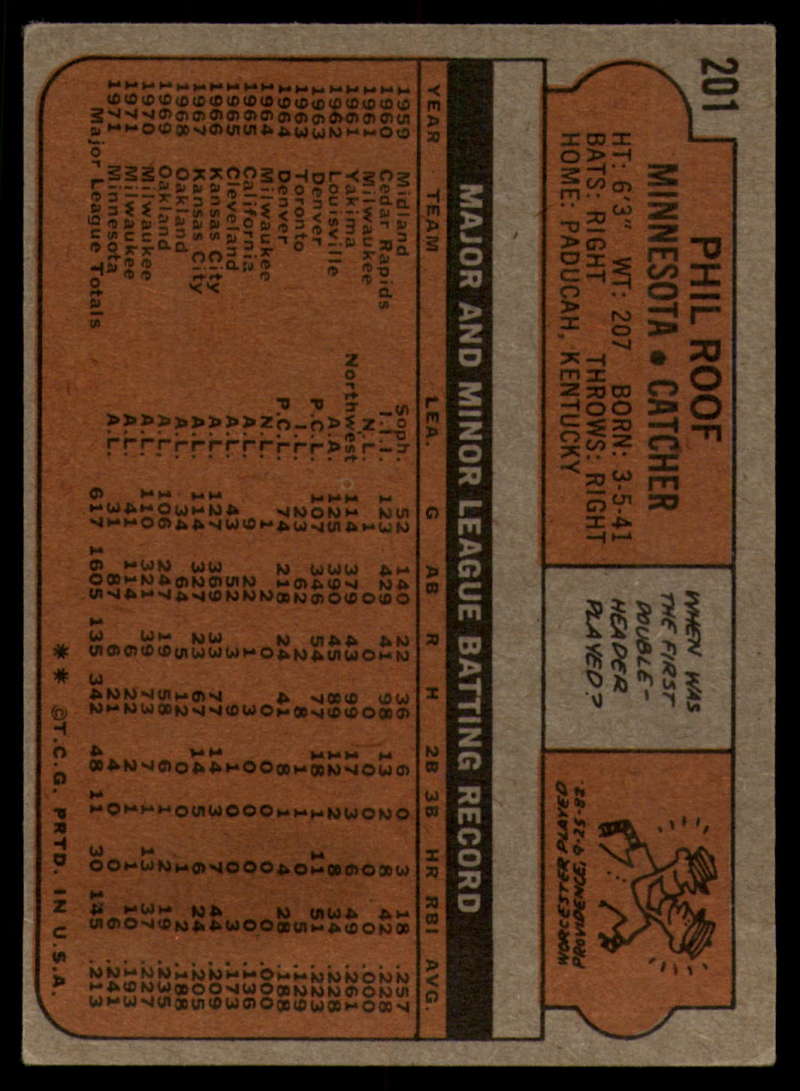 201
PHIL ROOF
MINNESOTA • CATCHER
HT: 6'3" WT: 207 BORN: 3-5-41
BATS: RIGHT THROWS: RIGHT
HOME: PADUCAH, KENTUCKY
WHEN WAS
THE FIRST
DOUBLE-
HEADER
PLAYED?
WORCESTER PLAYED
PROVIDENCE, 9-25-82.
MAJOR AND MINOR LEAGUE BATTING RECORD
YEAR TEAM LEA. G AB R H 2B 3B HR RBI AVG.
1959 Midland Soph. 52 140 22 36 6 0 3 18 .257
1960 Cedar Rapids I.I.I. 123 429 41 98 13 2 8 42 .228
1961 Milwaukee N.L. 1 0 0 0 0 0 0 0 .000
1961 Yakima Northwest 114 379 43 99 17 3 6 49 .261
1962 Louisville A.A. 125 390 45 89 12 2 8 34 .228
1963 Denver P.C.L. 107 346 54 77 18 1 11 51 .223
1963 Toronto I.L. 23 62 2 8 1 1 0 5 .129
1964 Denver P.C.L. 74 218 24 41 8 1 4 28 .188
1964 Milwaukee N.L. 1 2 0 0 0 0 0 0 .000
1965 California A.L. 9 22 1 3 0 0 0 0 .136
1965 Cleveland A.L. 43 52 3 9 1 0 0 3 .173
1966 Kansas City A.L. 127 369 33 77 14 3 7 44 .209
1967 Kansas City A.L. 114 327 23 67 14 5 6 24 .205
1968 Oakland A.L. 34 64 5 12 0 0 1 2 .188
1969 Oakland A.L. 106 247 19 58 6 1 2 19 .235
1970 Milwaukee A.L. 110 321 39 73 7 1 13 37 .227
1971 Milwaukee A.L. 41 114 6 22 2 1 1 10 .193
1971 Minnesota A.L. 31 87 6 21 4 0 0 6 .241
Major League Totals 617 1605 135 342 48 11 30 145 .213
** ©T.C.G. PRTD. IN U.S.A.